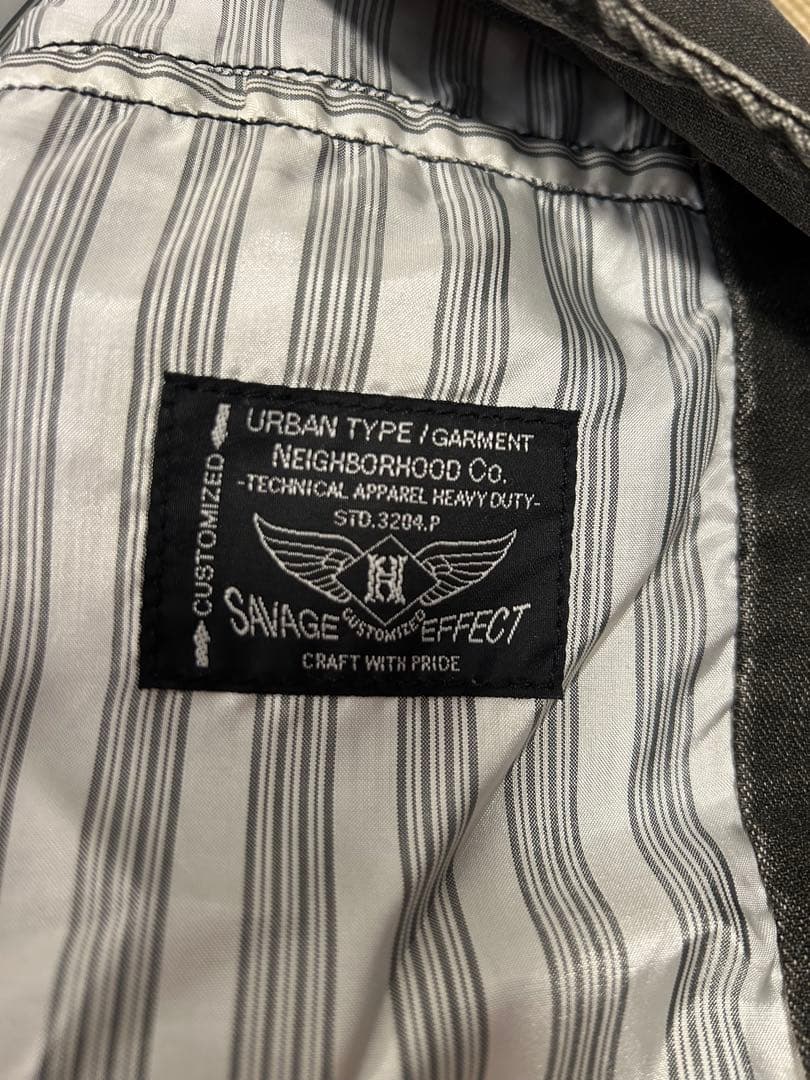 CUSTOMIZED
URBAN TYPE / GARMENT
NEIGHBORHOOD Co.
-TECHNICAL APPAREL HEAVY DUTY-
STD.3204.P
H
SAVAGE CUSTOMIZED EFFECT
CRAFT WITH PRIDE